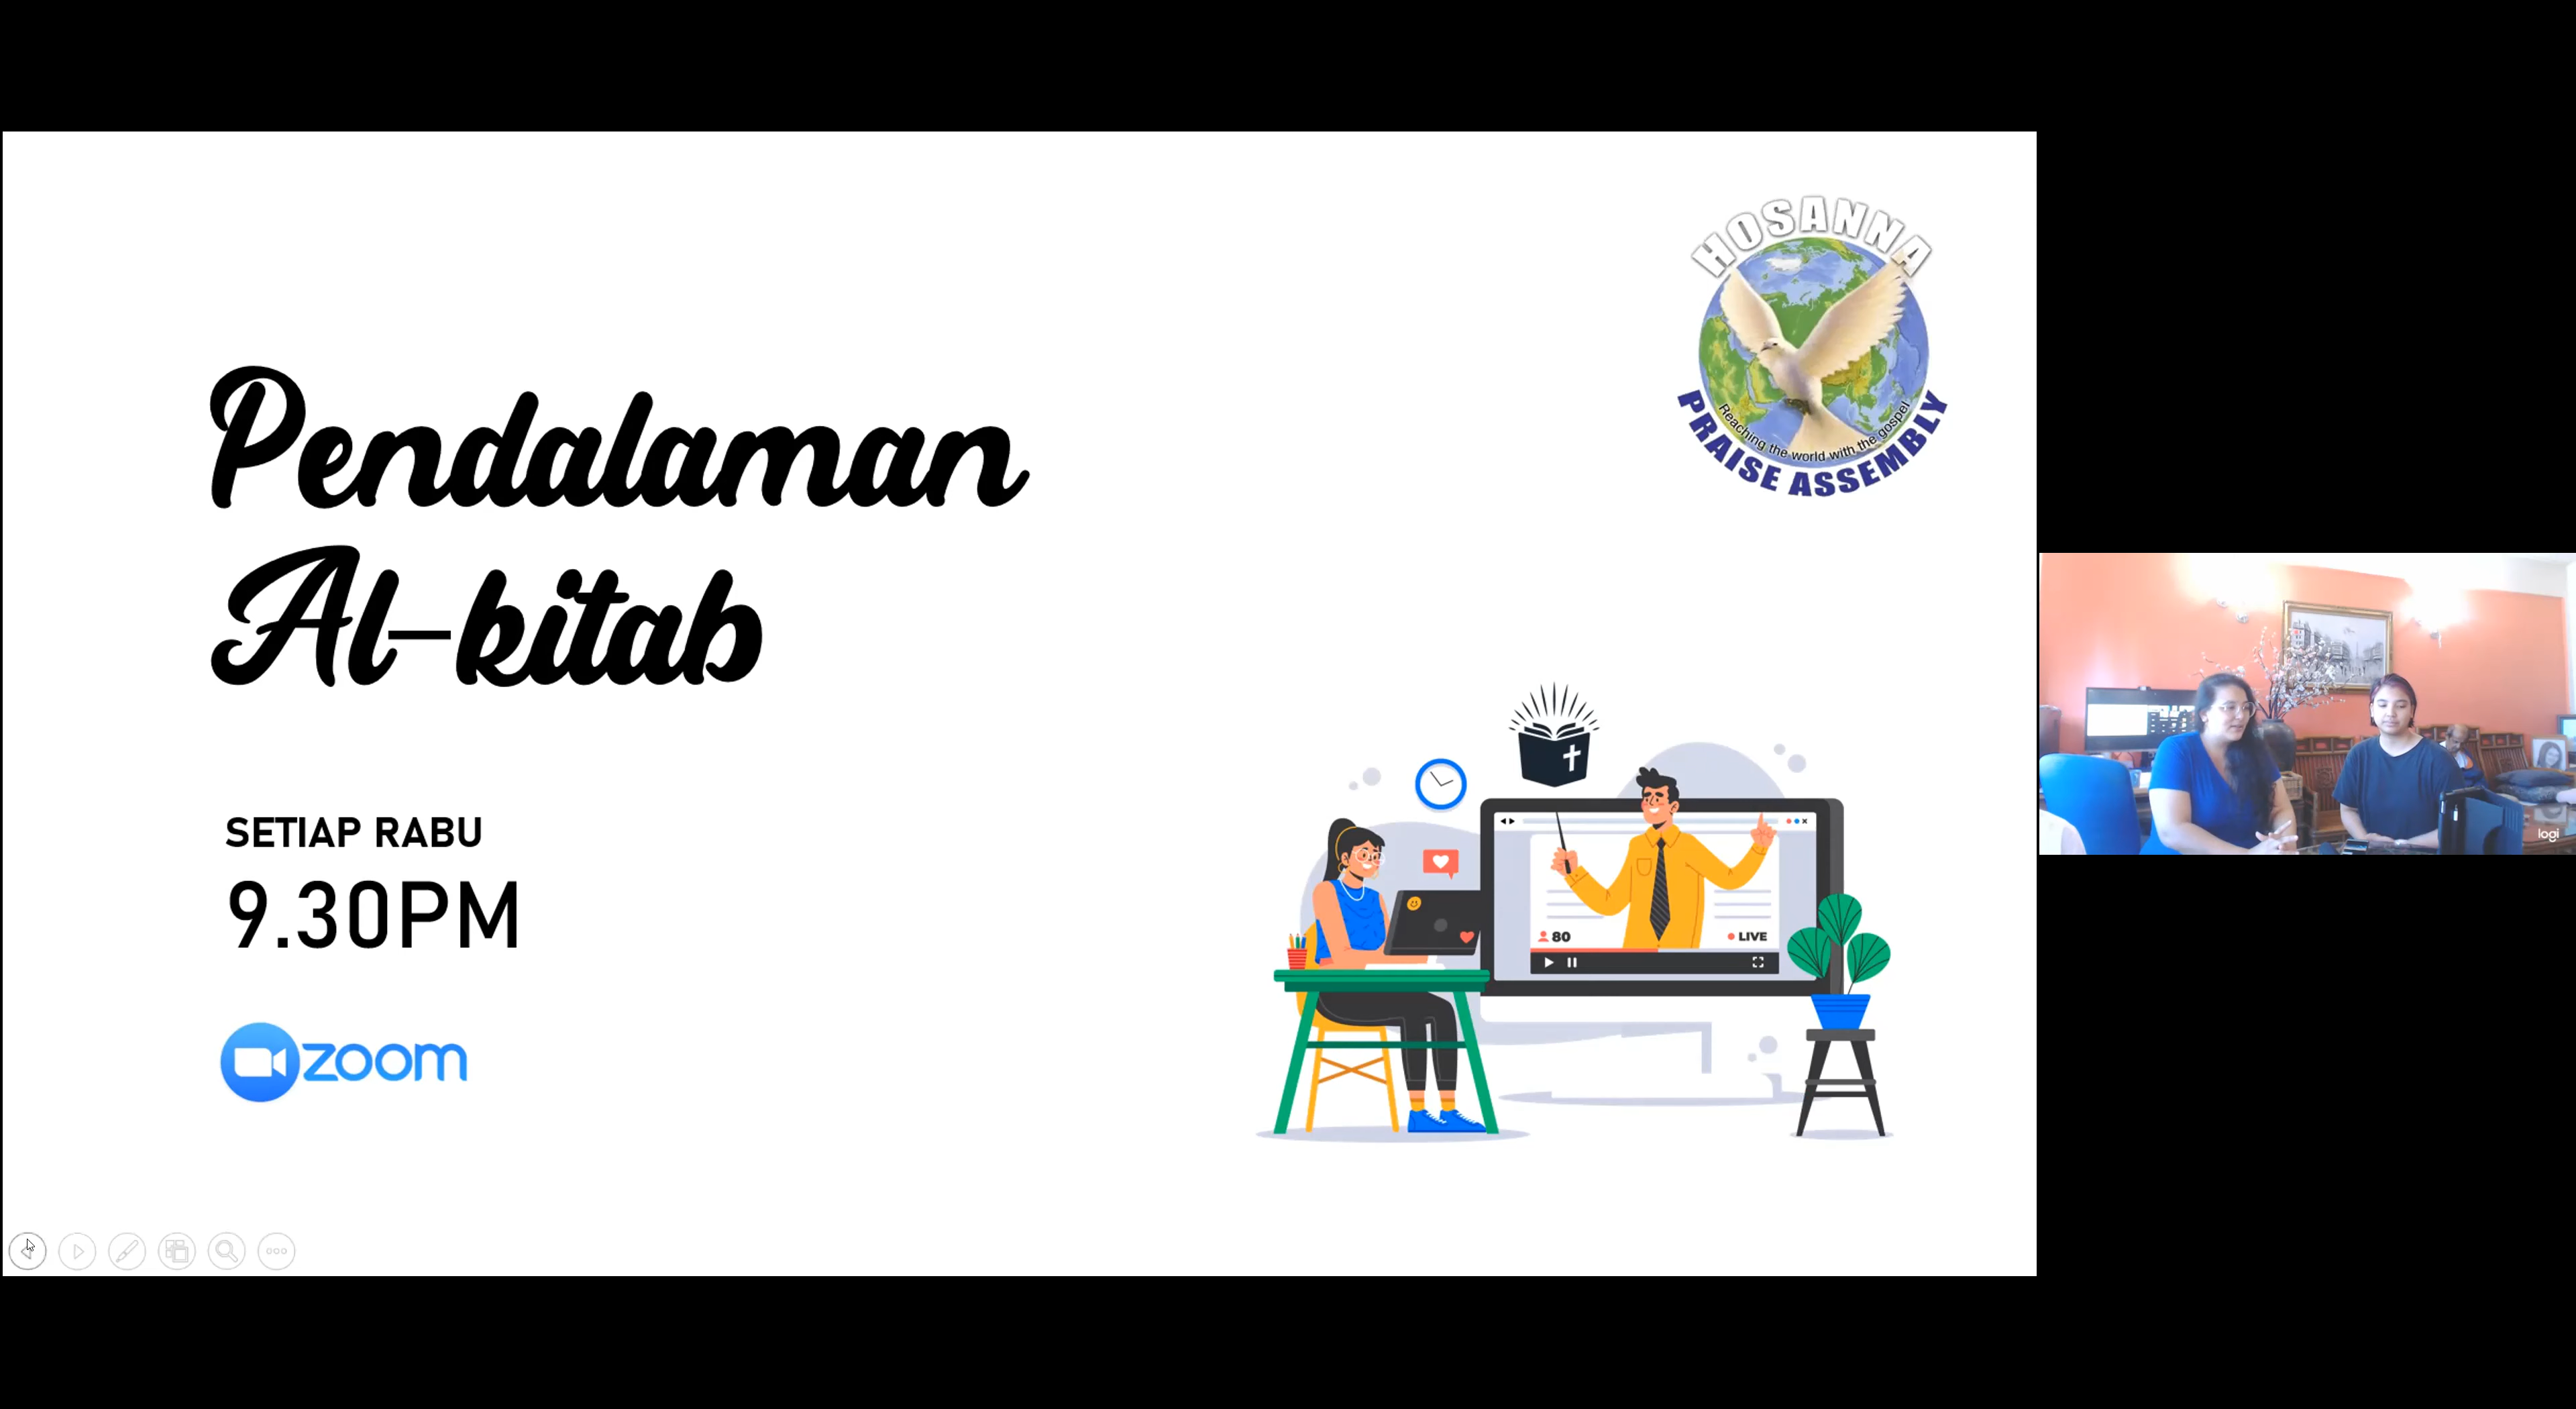 HOSANNA
Reaching the world with the gospel
PRAISE ASSEMBLY
Pendalaman
Al-kitab
SETIAP RABU
9.30PM
zoom
80
LIVE
logi